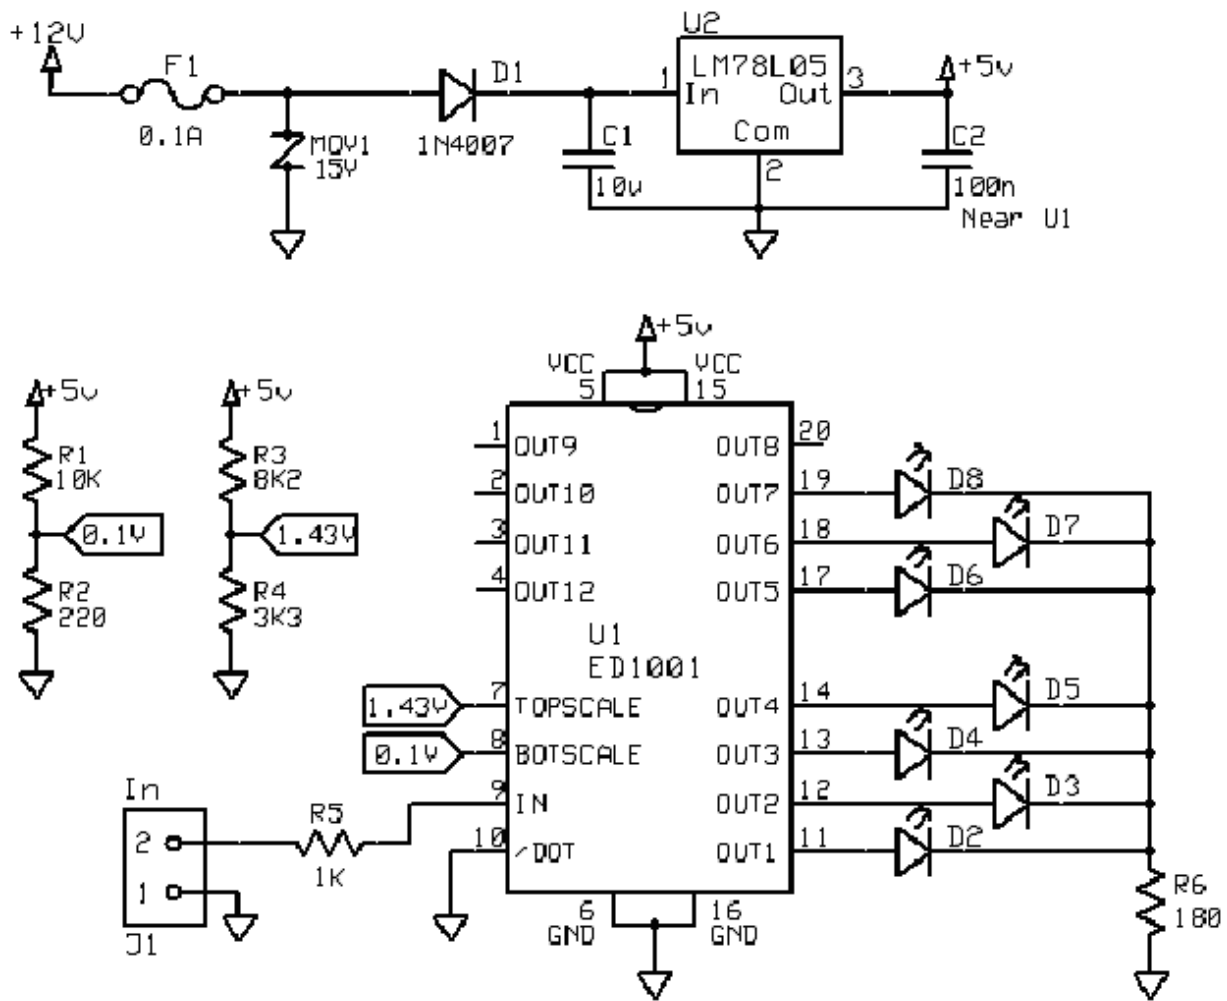 +12V
F1
0.1A
MOV1
15V
D1
1N4007
C1
10u
U2
LM78L05
1
In
Out
3
Com
2
+5v
C2
100n
Near U1
+5v
R1
10K
0.1V
R2
220
+5v
R3
8K2
1.43V
R4
3K3
+5v
VCC
5
VCC
15
1
OUT9
OUT8
20
2
OUT10
OUT7
19
D8
3
OUT11
OUT6
18
D7
4
OUT12
OUT5
17
D6
U1
ED1001
1.43V
7
TOPSCALE
OUT4
14
D5
0.1V
8
BOTSCALE
OUT3
13
D4
9
IN
OUT2
12
D3
10
/DOT
OUT1
11
D2
In
2
1
J1
R5
1K
6
GND
16
GND
R6
180